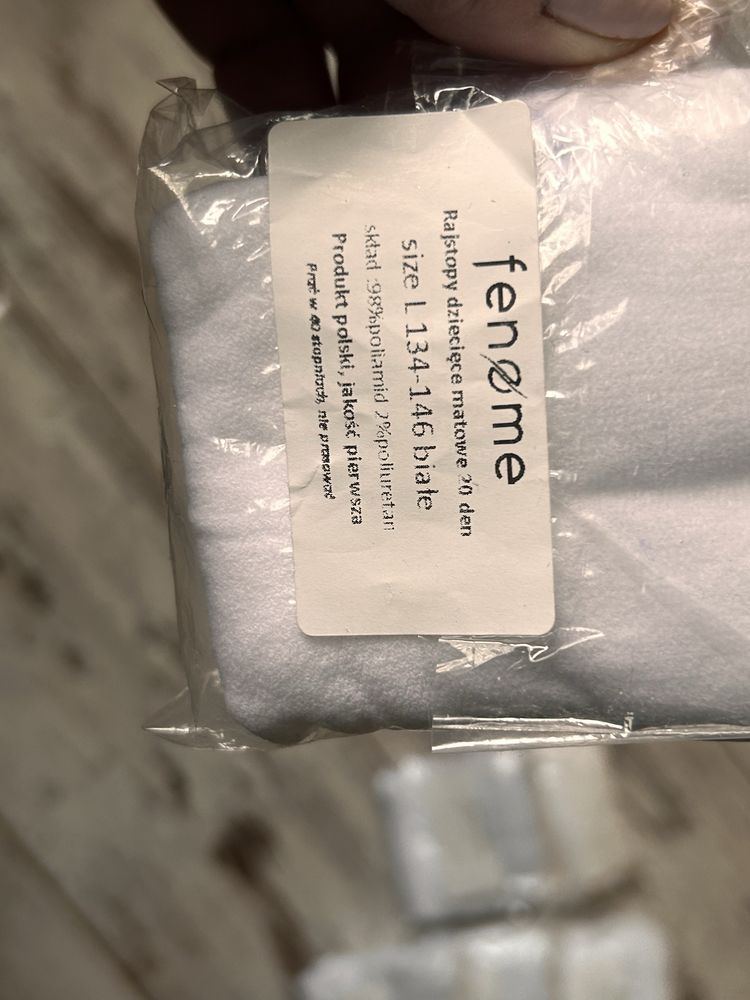 fenøme
Rajstopy dziecięce matowe 20 den
size L 134-146 białe
skład :98%poliamid 2%poliuretan
Produkt polski, jakość pierwsza
Prać w 40 stopniach, nie prasować